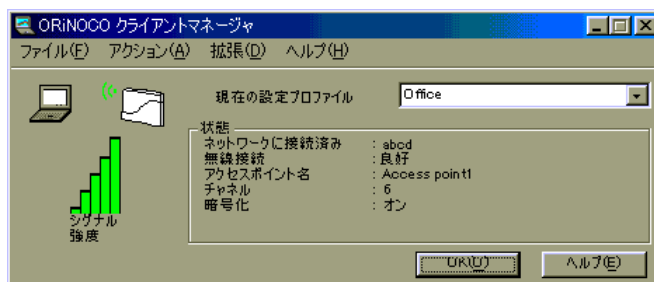 ORiNOCO クライアントマネージャ
ファイル(F) アクション(A) 拡張(D) ヘルプ(H)
現在の設定プロファイル Office
状態
ネットワークに接続済み : abcd
無線接続 : 良好
アクセスポイント名 : Access point1
チャネル : 6
暗号化 : オン
シグナル
強度
OK(O) ヘルプ(E)